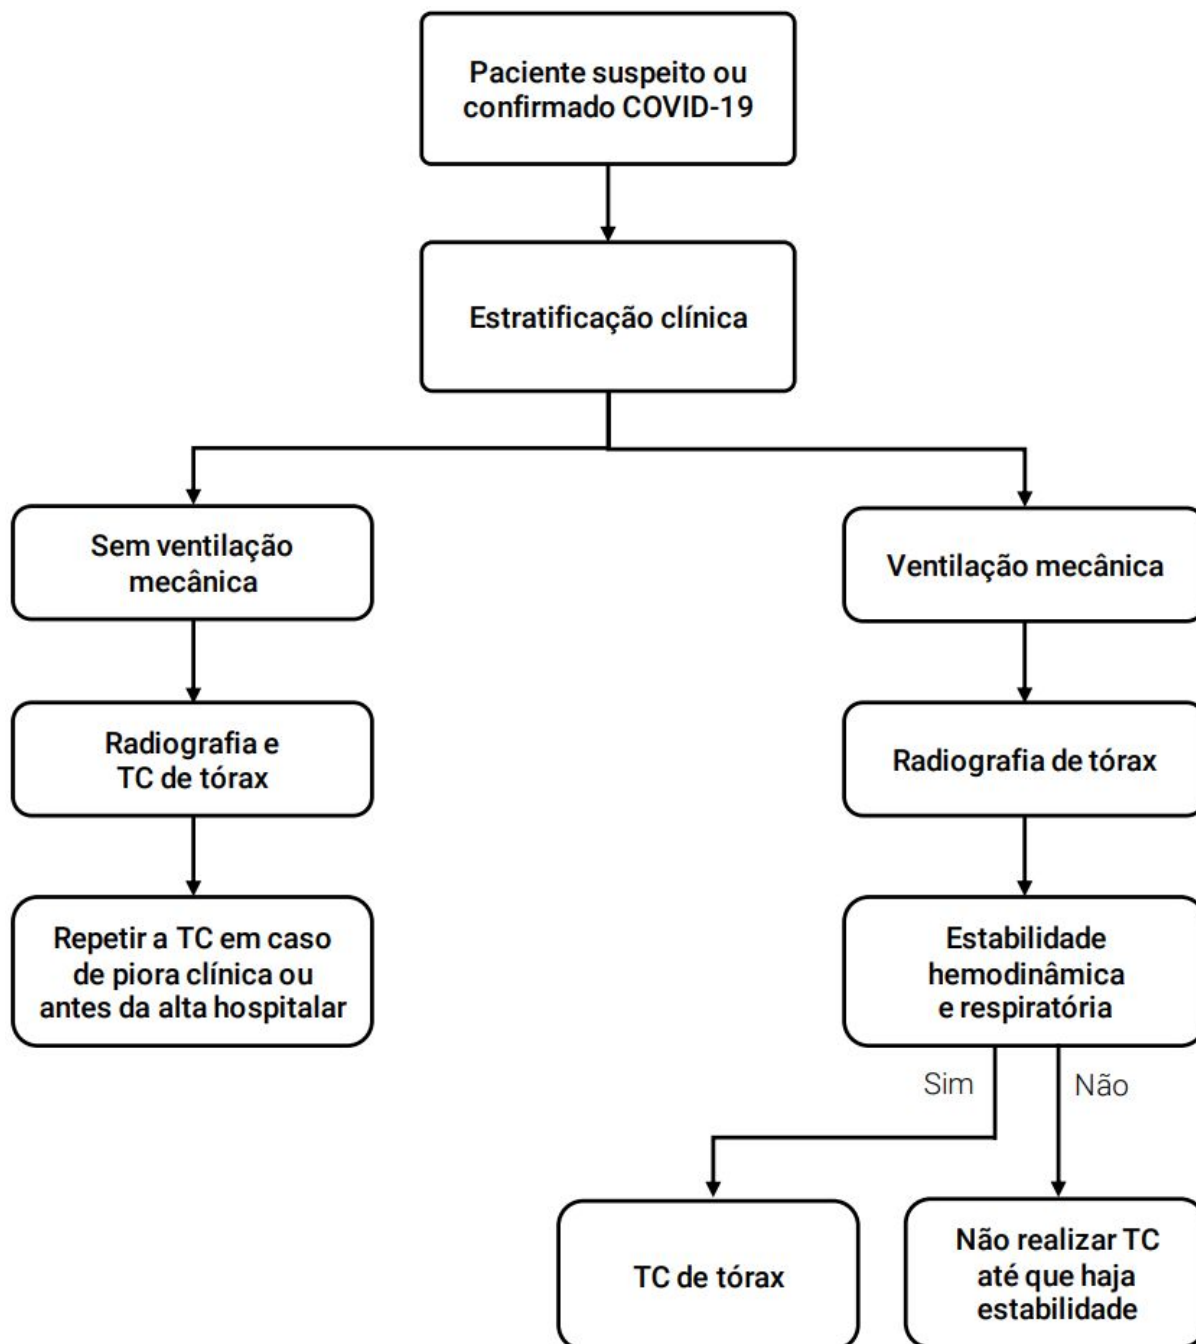 Paciente suspeito ou
confirmado COVID-19
Estratificação clínica
Sem ventilação
mecânica
Ventilação mecânica
Radiografia e
TC de tórax
Radiografia de tórax
Repetir a TC em caso
de piora clínica ou
antes da alta hospitalar
Estabilidade
hemodinâmica
e respiratória
Sim
Não
TC de tórax
Não realizar TC
até que haja
estabilidade